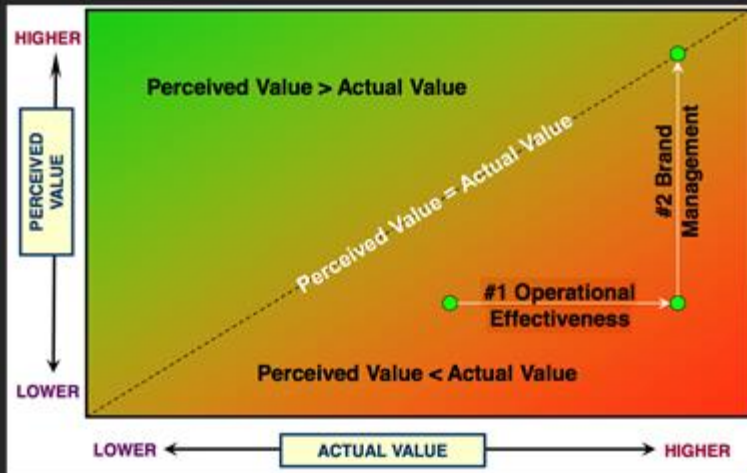 HIGHER
Perceived Value > Actual Value
PERCEIVED
VALUE
Perceived Value = Actual Value
#2 Brand
Management
#1 Operational
Effectiveness
Perceived Value < Actual Value
LOWER
LOWER
ACTUAL VALUE
HIGHER